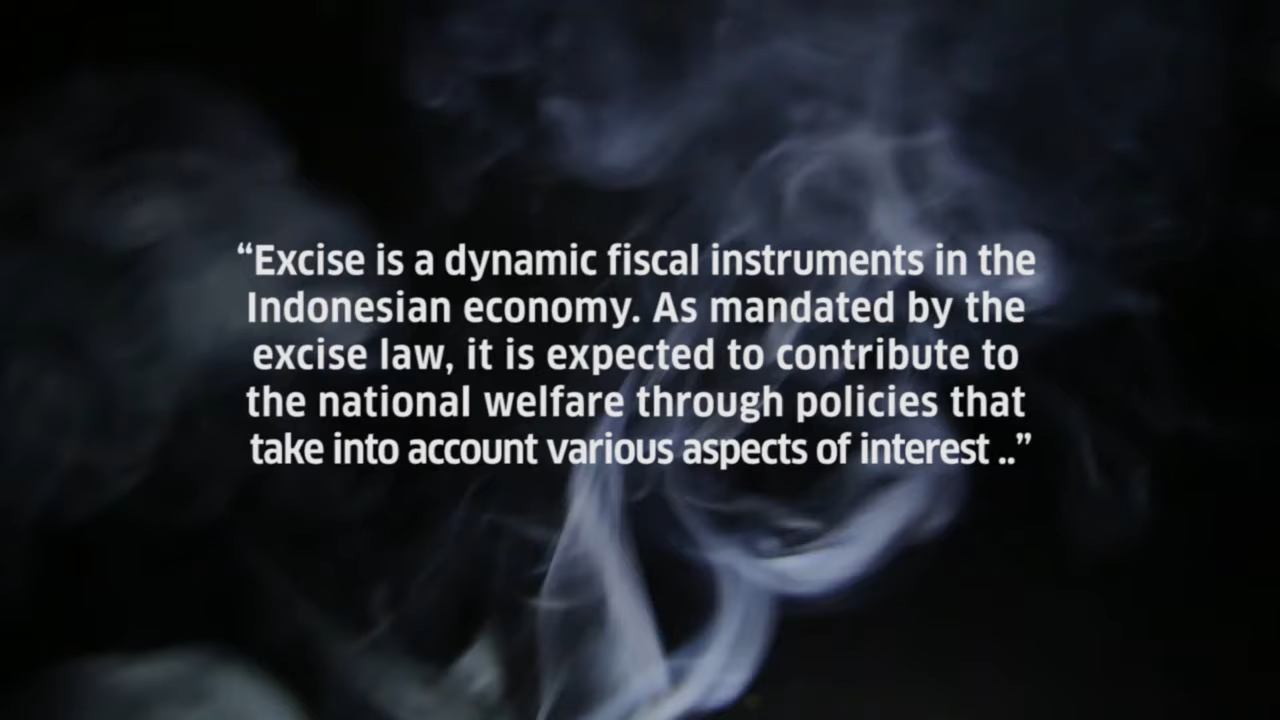 “Excise is a dynamic fiscal instruments in the
Indonesian economy. As mandated by the
excise law, it is expected to contribute to
the national welfare through policies that
take into account various aspects of interest ..”